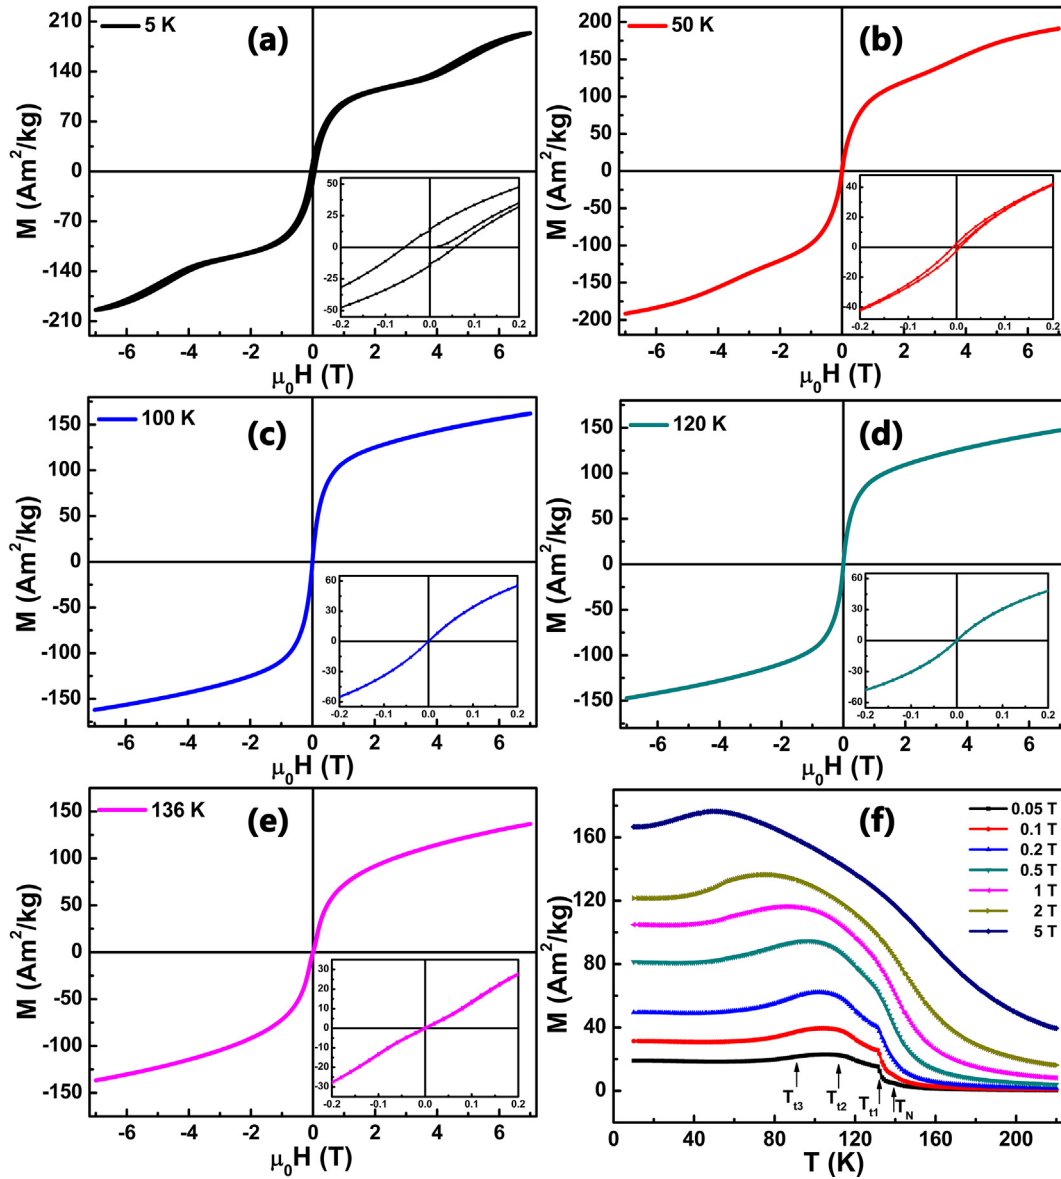 5 K
(a)
210
140
70
0
-70
-140
-210
M (Am²/kg)
-6 -4 -2 0 2 4 6
μ₀H (T)
50
25
0
-25
-50
-0.2 -0.1 0.0 0.1 0.2
50 K
(b)
200
150
100
50
0
-50
-100
-150
-200
M (Am²/kg)
-6 -4 -2 0 2 4 6
μ₀H (T)
40
20
0
-20
-40
-0.2 -0.1 0.0 0.1 0.2
100 K
(c)
150
100
50
0
-50
-100
-150
M (Am²/kg)
-6 -4 -2 0 2 4 6
μ₀H (T)
60
30
0
-30
-60
-0.2 -0.1 0.0 0.1 0.2
120 K
(d)
150
100
50
0
-50
-100
-150
M (Am²/kg)
-6 -4 -2 0 2 4 6
μ₀H (T)
60
30
0
-30
-60
-0.2 -0.1 0.0 0.1 0.2
136 K
(e)
150
100
50
0
-50
-100
-150
M (Am²/kg)
-6 -4 -2 0 2 4 6
μ₀H (T)
30
20
10
0
-10
-20
-30
-0.2 -0.1 0.0 0.1 0.2
(f)
0.05 T
0.1 T
0.2 T
0.5 T
1 T
2 T
5 T
160
120
80
40
0
M (Am²/kg)
T_t3 T_t2 T_t1 T_N
0 40 80 120 160 200
T (K)